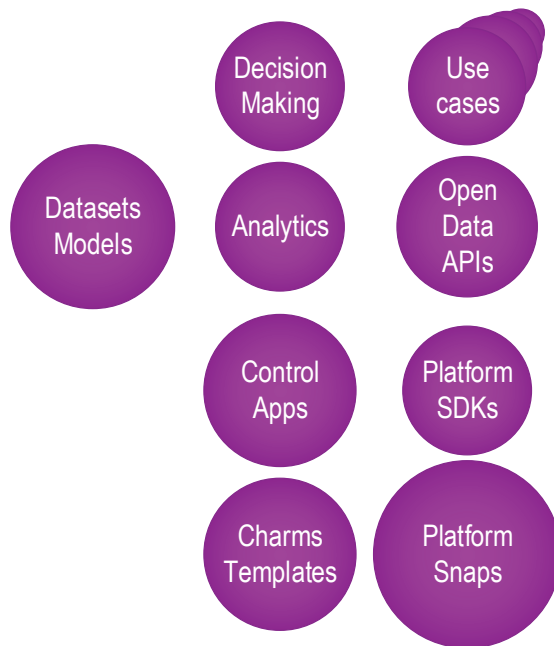 Decision
Making
Use
cases
Datasets
Models
Analytics
Open
Data
APIs
Control
Apps
Platform
SDKs
Charms
Templates
Platform
Snaps